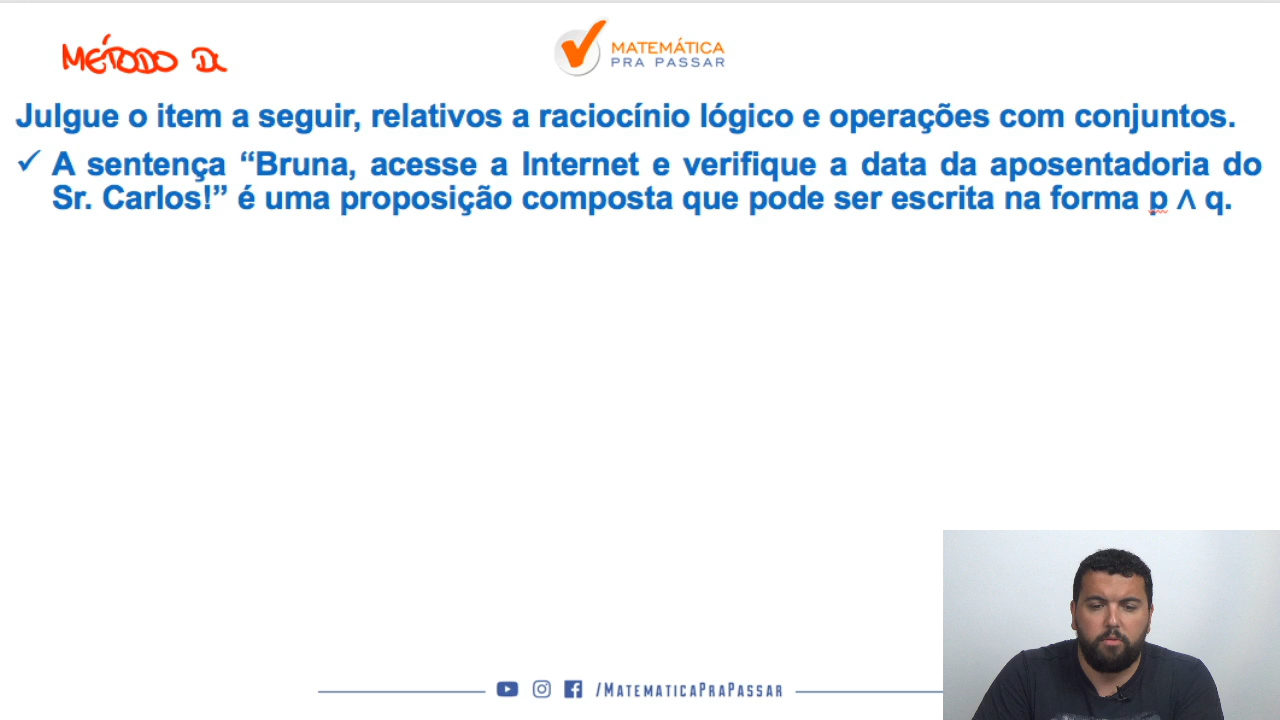 MÉTODO
MATEMÁTICA
PRA PASSAR
Julgue o item a seguir, relativos a raciocínio lógico e operações com conjuntos.
✓ A sentença “Bruna, acesse a Internet e verifique a data da aposentadoria do
Sr. Carlos!” é uma proposição composta que pode ser escrita na forma p ∧ q.
/MATEMATICAPRAPASSAR